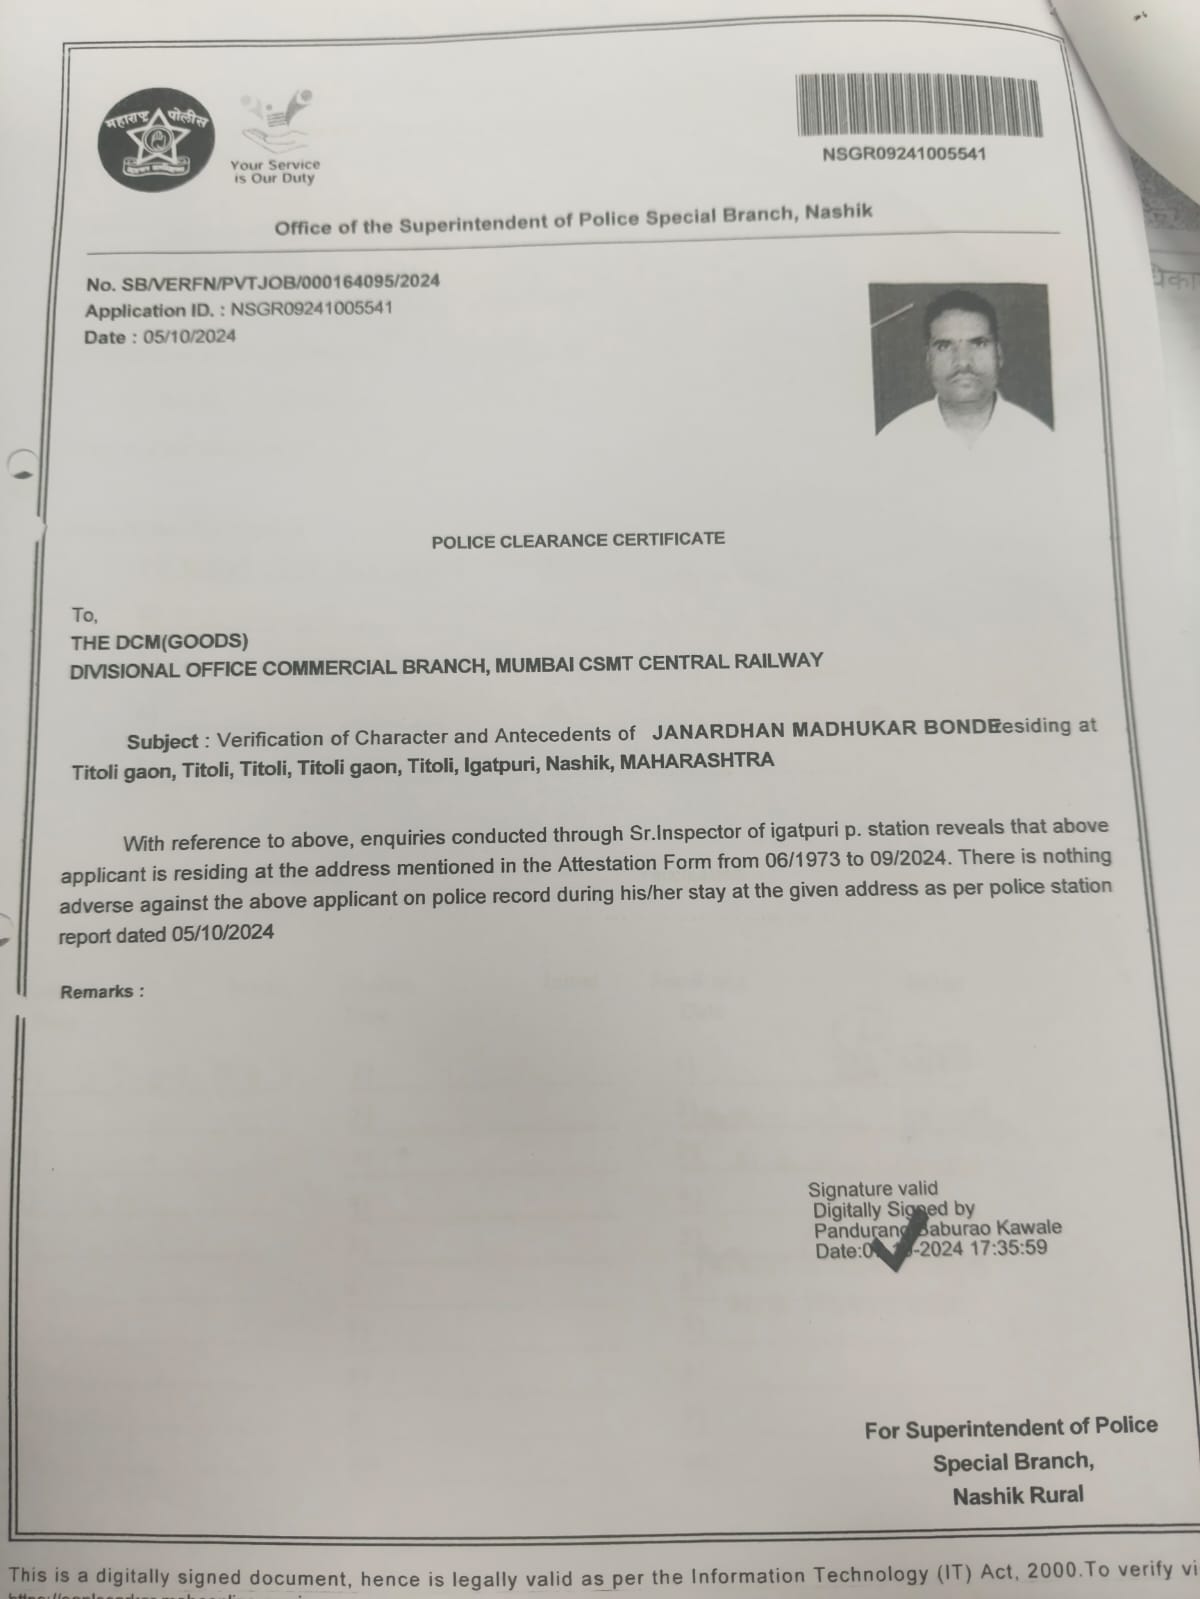 महाराष्ट्र पोलीस
Your Service
is Our Duty
NSGR09241005541
Office of the Superintendent of Police Special Branch, Nashik
No. SB/VERFN/PVTJOB/000164095/2024
Application ID. : NSGR09241005541
Date : 05/10/2024
POLICE CLEARANCE CERTIFICATE
To,
THE DCM(GOODS)
DIVISIONAL OFFICE COMMERCIAL BRANCH, MUMBAI CSMT CENTRAL RAILWAY
Subject : Verification of Character and Antecedents of JANARDHAN MADHUKAR BONDE residing at
Titoli gaon, Titoli, Titoli, Titoli gaon, Titoli, Igatpuri, Nashik, MAHARASHTRA
With reference to above, enquiries conducted through Sr.Inspector of igatpuri p. station reveals that above
applicant is residing at the address mentioned in the Attestation Form from 06/1973 to 09/2024. There is nothing
adverse against the above applicant on police record during his/her stay at the given address as per police station
report dated 05/10/2024
Remarks :
Signature valid
Digitally Signed by
Pandurang Baburao Kawale
Date: -2024 17:35:59
For Superintendent of Police
Special Branch,
Nashik Rural
This is a digitally signed document, hence is legally valid as per the Information Technology (IT) Act, 2000.To verify